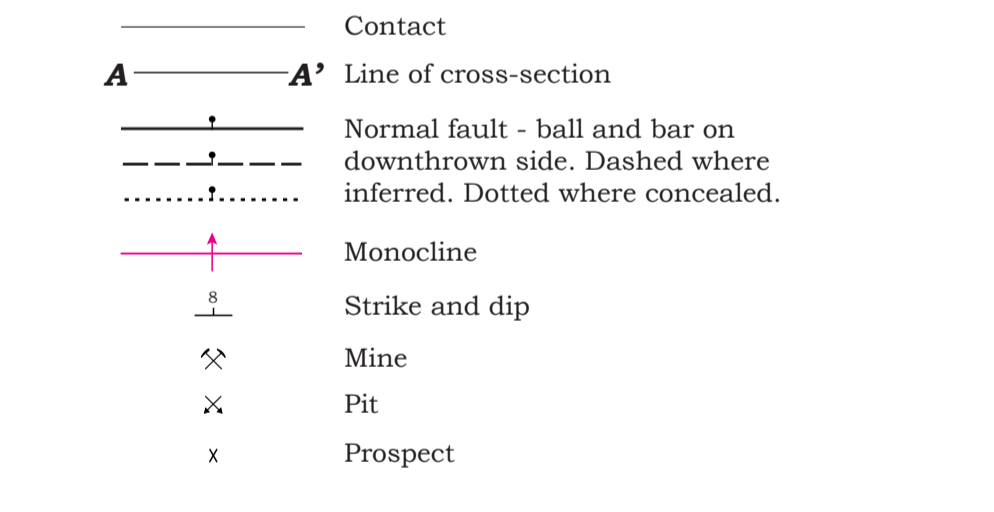 Contact
A A’ Line of cross-section
Normal fault - ball and bar on
downthrown side. Dashed where
inferred. Dotted where concealed.
Monocline
8
Strike and dip
Mine
Pit
Prospect